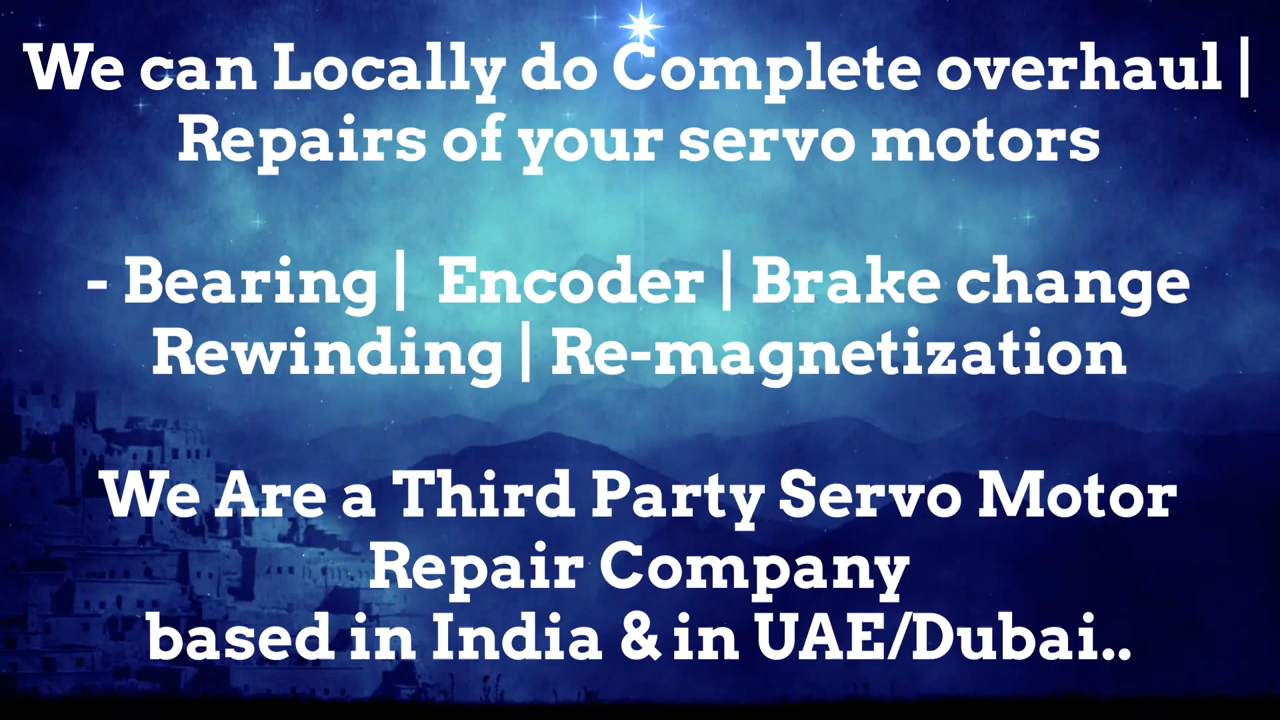 We can Locally do Complete overhaul |
Repairs of your servo motors
- Bearing |  Encoder | Brake change
Rewinding | Re-magnetization
We Are a Third Party Servo Motor
Repair Company
based in India & in UAE/Dubai..